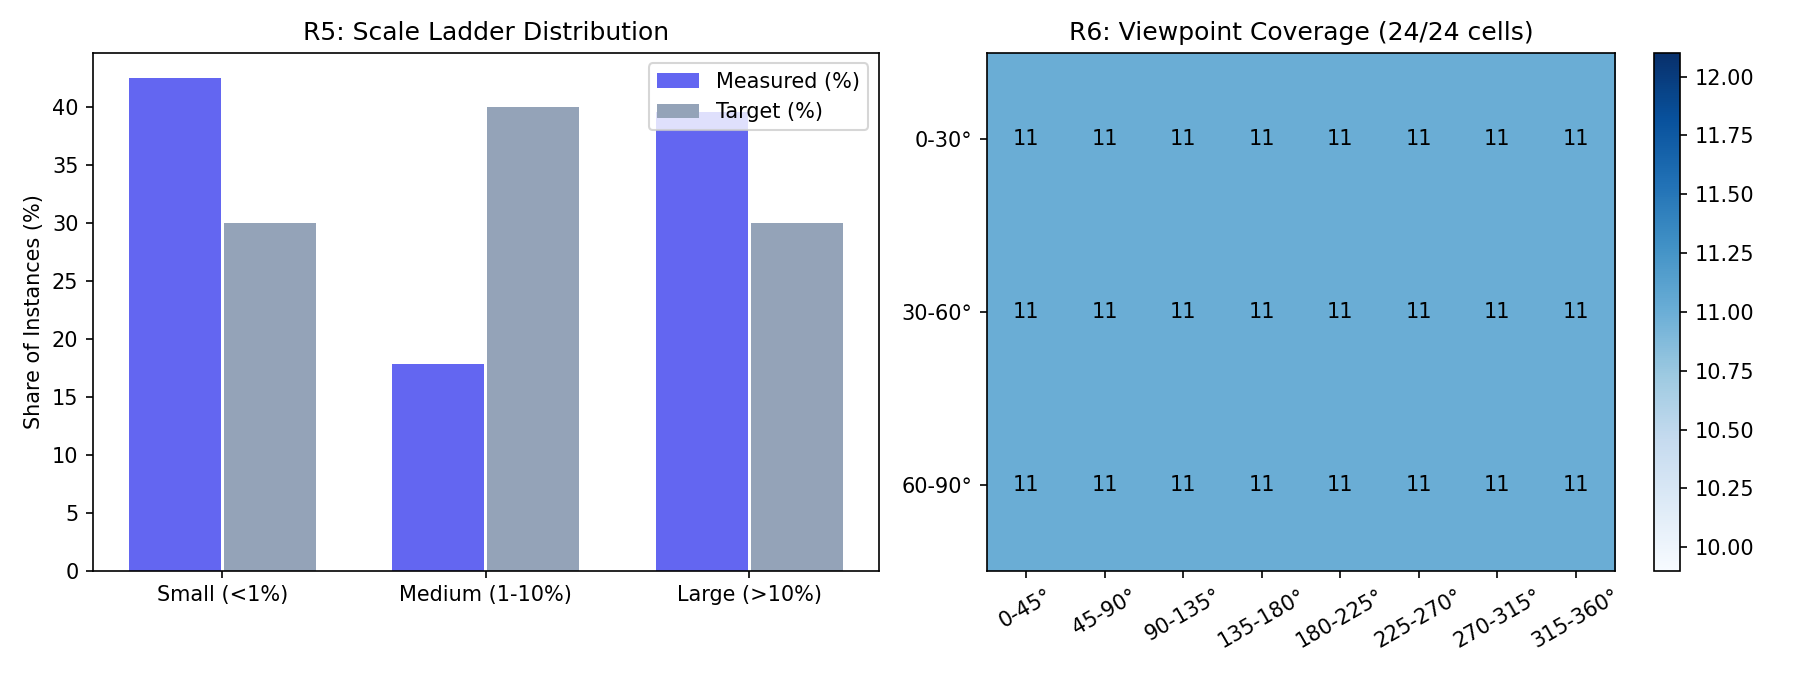 R5: Scale Ladder Distribution
Share of Instances (%)
40
35
30
25
20
15
10
5
0
Measured (%)
Target (%)
Small (<1%)
Medium (1-10%)
Large (>10%)
R6: Viewpoint Coverage (24/24 cells)
0-30°
11 11 11 11 11 11 11 11
30-60°
11 11 11 11 11 11 11 11
60-90°
11 11 11 11 11 11 11 11
0-45°
45-90°
90-135°
135-180°
180-225°
225-270°
270-315°
315-360°
12.00
11.75
11.50
11.25
11.00
10.75
10.50
10.25
10.00